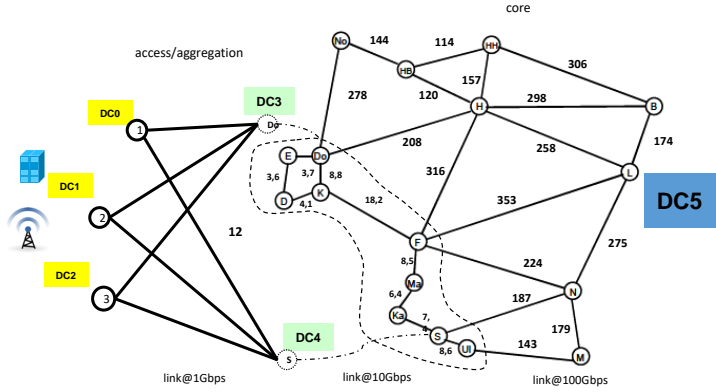 core
access/aggregation
No
144
114
HH
HB
157
306
120
DC3
DC0
Do
1
278
H
298
B
208
258
174
E
Do
3,6
3,7
8,8
D
K
4,1
L
DC1
2
316
353
DC5
18,2
12
F
8,5
224
275
DC2
3
Ma
6,4
187
N
Ka
7,
4
S
179
8,6
Ul
143
M
DC4
S
link@1Gbps
link@10Gbps
link@100Gbps